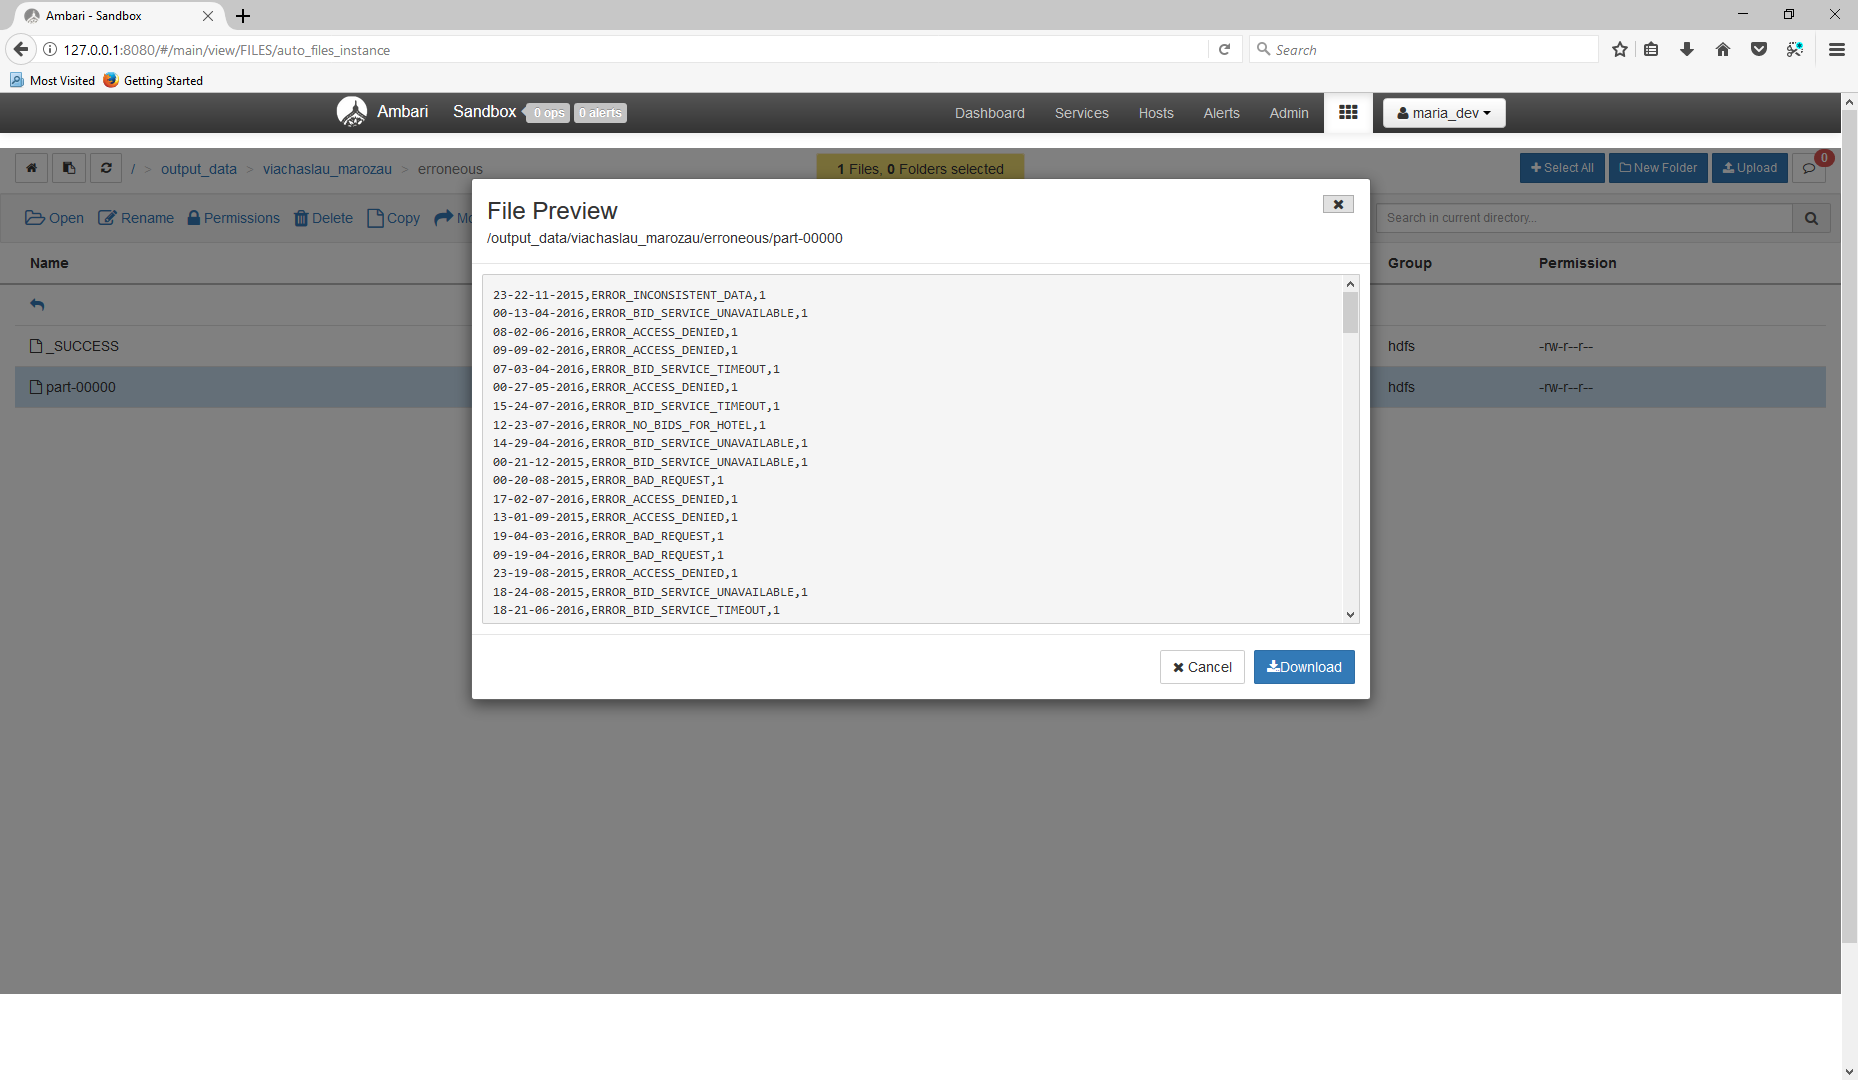 Ambari - Sandbox
127.0.0.1:8080/#/main/view/FILES/auto_files_instance
Search
Most Visited Getting Started
Ambari Sandbox 0 ops 0 alerts Dashboard Services Hosts Alerts Admin maria_dev
/ > output_data > viachaslau_marozau > erroneous 1 Files, 0 Folders selected Select All New Folder Upload 0
Open Rename Permissions Delete Copy Mo Search in current directory...
Name Group Permission
_SUCCESS hdfs -rw-r--r--
part-00000 hdfs -rw-r--r--
File Preview
/output_data/viachaslau_marozau/erroneous/part-00000
23-22-11-2015,ERROR_INCONSISTENT_DATA,1
00-13-04-2016,ERROR_BID_SERVICE_UNAVAILABLE,1
08-02-06-2016,ERROR_ACCESS_DENIED,1
09-09-02-2016,ERROR_ACCESS_DENIED,1
07-03-04-2016,ERROR_BID_SERVICE_TIMEOUT,1
00-27-05-2016,ERROR_ACCESS_DENIED,1
15-24-07-2016,ERROR_BID_SERVICE_TIMEOUT,1
12-23-07-2016,ERROR_NO_BIDS_FOR_HOTEL,1
14-29-04-2016,ERROR_BID_SERVICE_UNAVAILABLE,1
00-21-12-2015,ERROR_BID_SERVICE_UNAVAILABLE,1
00-20-08-2015,ERROR_BAD_REQUEST,1
17-02-07-2016,ERROR_ACCESS_DENIED,1
13-01-09-2015,ERROR_ACCESS_DENIED,1
19-04-03-2016,ERROR_BAD_REQUEST,1
09-19-04-2016,ERROR_BAD_REQUEST,1
23-19-08-2015,ERROR_ACCESS_DENIED,1
18-24-08-2015,ERROR_BID_SERVICE_UNAVAILABLE,1
18-21-06-2016,ERROR_BID_SERVICE_TIMEOUT,1
Cancel Download